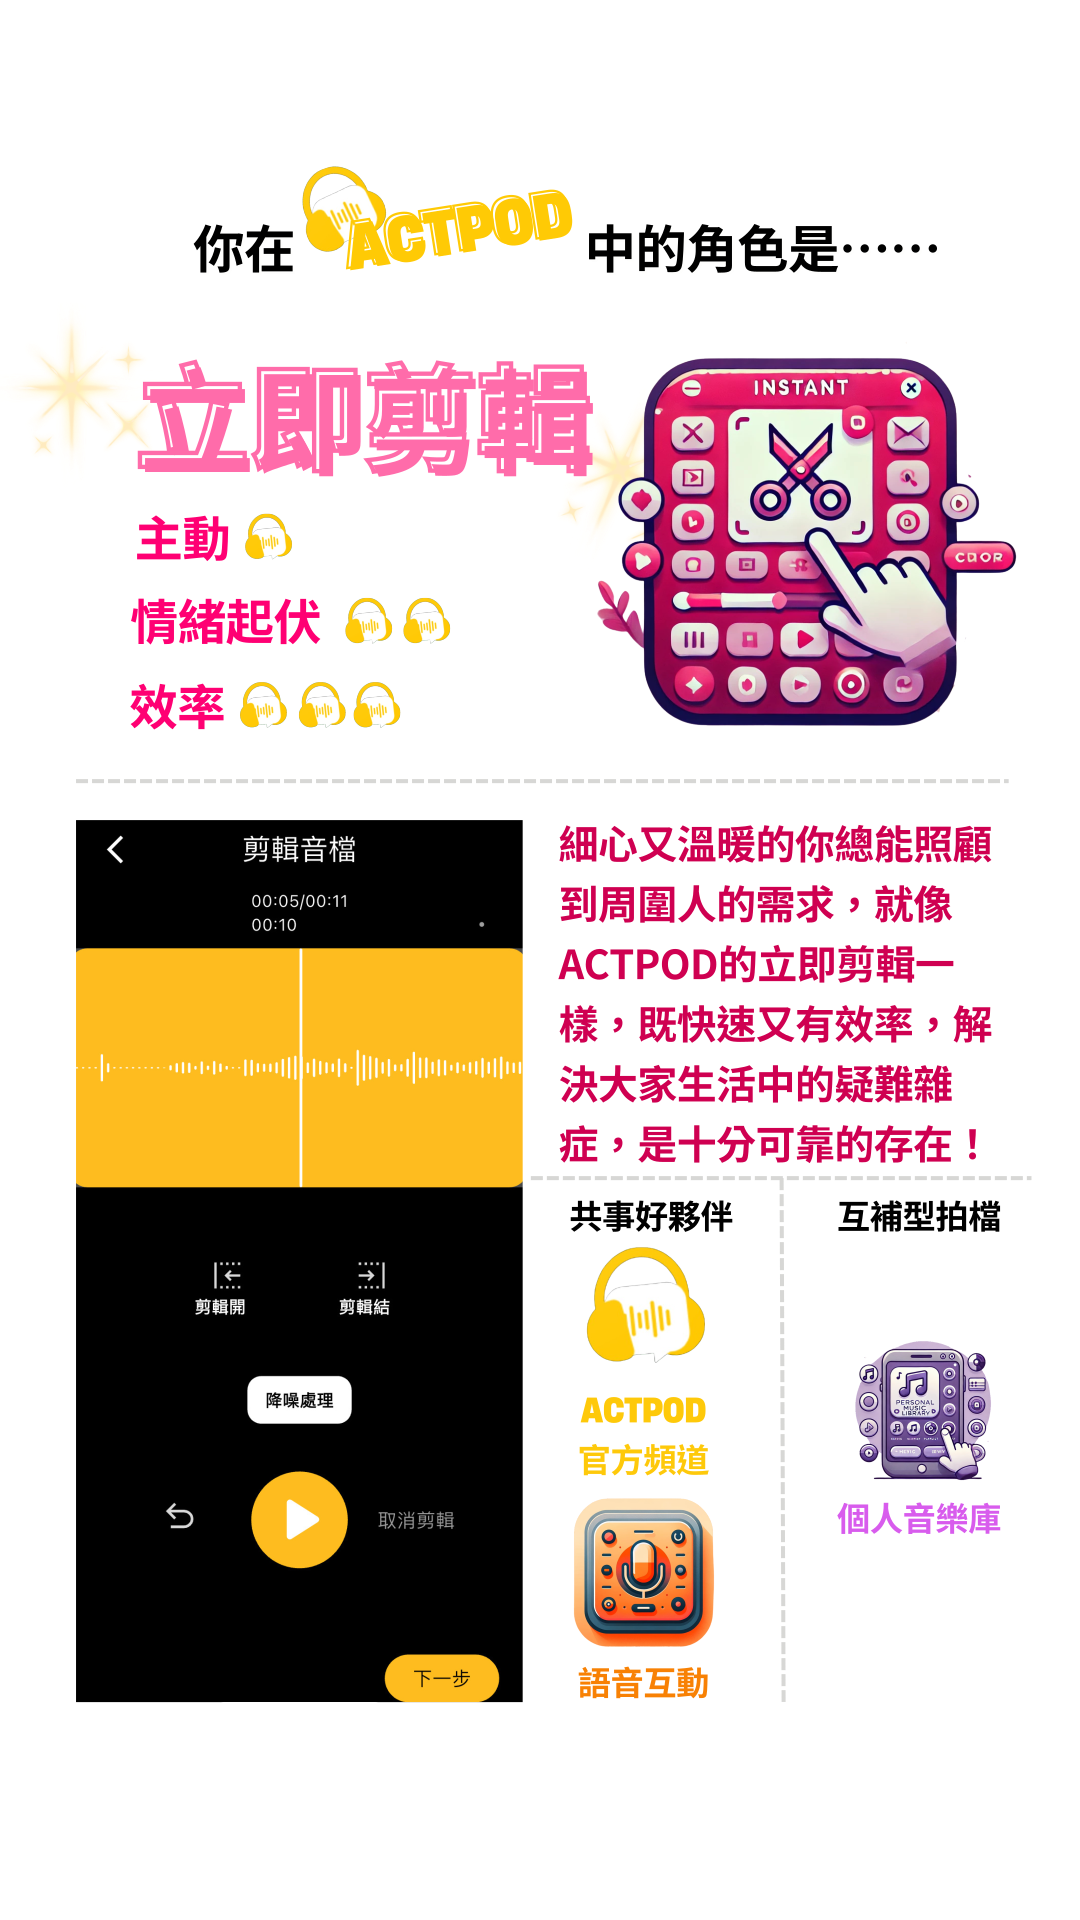 你在 ACTPOD 中的角色是……
立即剪輯
INSTANT
主動
CUOR
情緒起伏
效率
剪輯音檔
00:05/00:11
00:10
剪輯開
剪輯結
降噪處理
取消剪輯
下一步
細心又溫暖的你總能照顧
到周圍人的需求，就像
ACTPOD的立即剪輯一
樣，既快速又有效率，解
決大家生活中的疑難雜
症，是十分可靠的存在！
共事好夥伴
ACTPOD
官方頻道
語音互動
互補型拍檔
PERSONAL
MUSIC
LIBRARY
個人音樂庫